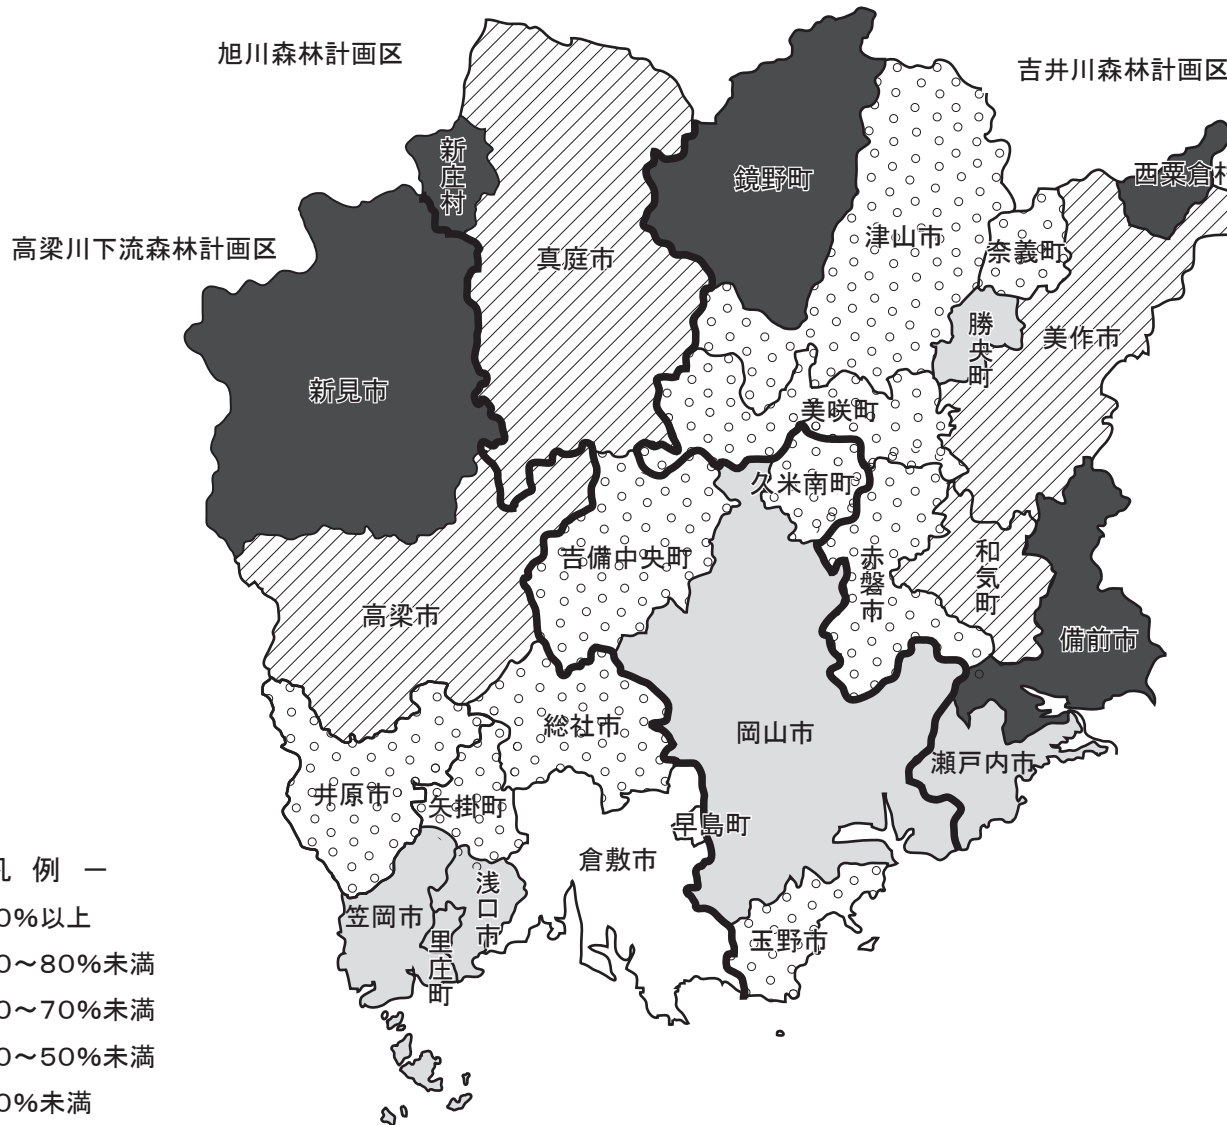 旭川森林計画区
吉井川森林計画区
新庄村
鏡野町
西粟倉村
高梁川下流森林計画区
真庭市
津山市
奈義町
勝央町
美作市
新見市
美咲町
久米南町
吉備中央町
赤磐市
和気町
高梁市
備前市
総社市
岡山市
瀬戸内市
井原市
矢掛町
早島町
倉敷市
浅口市
笠岡市
里庄町
玉野市
例 ー
0%以上
0～80%未満
0～70%未満
0～50%未満
0%未満